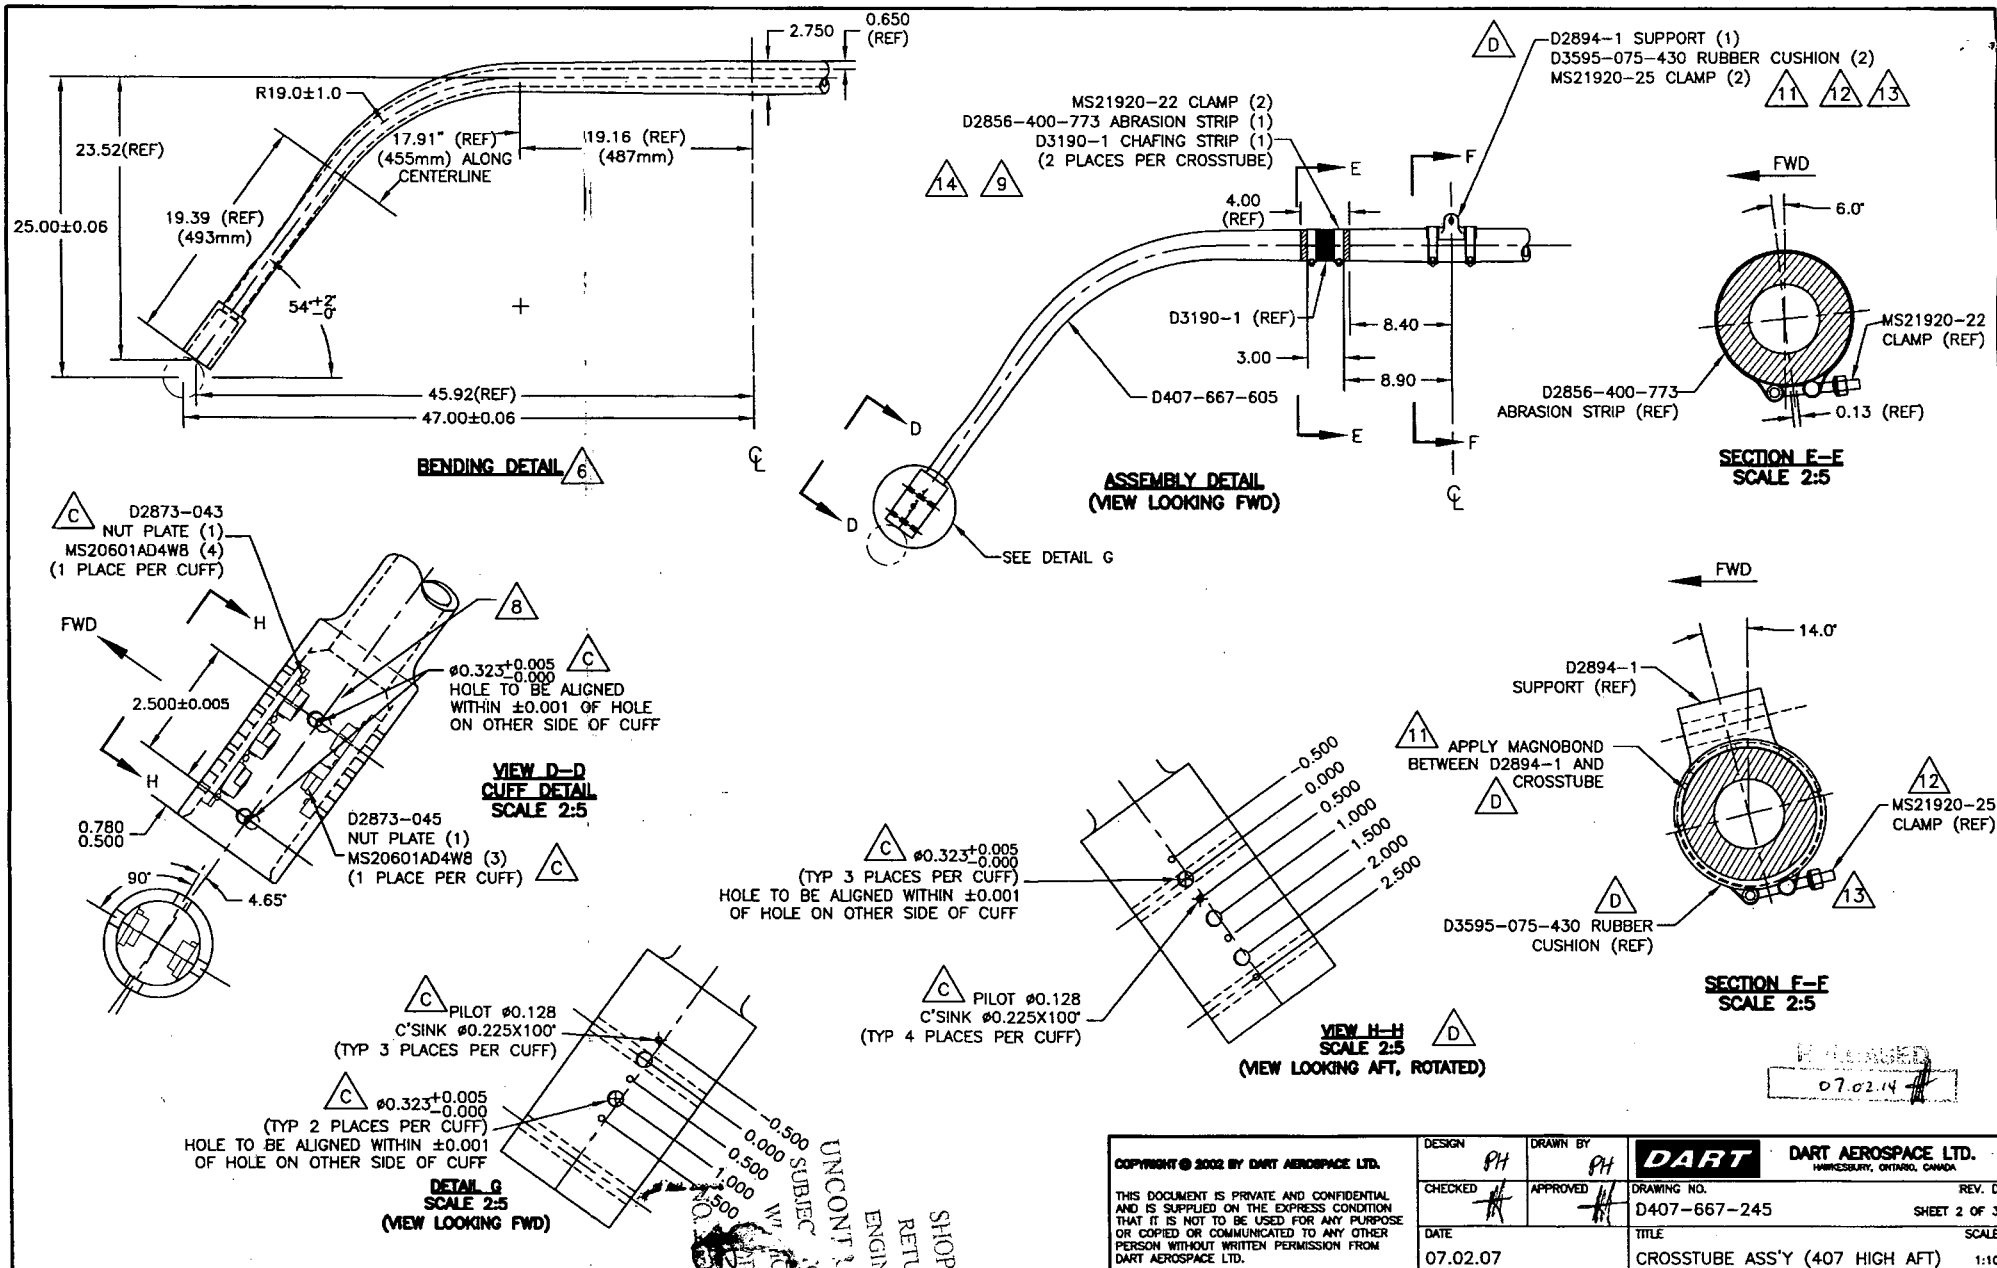 2.750
0.650
(REF)
R19.0±1.0
23.52(REF)
17.91" (REF)
(455mm) ALONG
CENTERLINE
19.16 (REF)
(487mm)
25.00±0.06
19.39 (REF)
(493mm)
54°+2°
-0°
45.92(REF)
47.00±0.06
BENDING DETAIL
6
℄
D
D2894-1 SUPPORT (1)
D3595-075-430 RUBBER CUSHION (2)
MS21920-25 CLAMP (2)
11
12
13
MS21920-22 CLAMP (2)
D2856-400-773 ABRASION STRIP (1)
D3190-1 CHAFING STRIP (1)
(2 PLACES PER CROSSTUBE)
14
9
E
F
4.00
(REF)
D3190-1 (REF)
8.40
3.00
8.90
D407-667-605
E
F
D
D
ASSEMBLY DETAIL
(VIEW LOOKING FWD)
℄
SEE DETAIL G
FWD
6.0°
MS21920-22
CLAMP (REF)
D2856-400-773
ABRASION STRIP (REF)
0.13 (REF)
SECTION E-E
SCALE 2:5
C
D2873-043
NUT PLATE (1)
MS20601AD4W8 (4)
(1 PLACE PER CUFF)
8
FWD
H
H
2.500±0.005
ø0.323+0.005
-0.000
C
HOLE TO BE ALIGNED
WITHIN ±0.001 OF HOLE
ON OTHER SIDE OF CUFF
VIEW D-D
CUFF DETAIL
SCALE 2:5
0.780
0.500
D2873-045
NUT PLATE (1)
MS20601AD4W8 (3)
(1 PLACE PER CUFF)
C
90°
4.65°
FWD
14.0°
D2894-1
SUPPORT (REF)
11
APPLY MAGNOBOND
BETWEEN D2894-1 AND
CROSSTUBE
D
12
MS21920-25
CLAMP (REF)
13
D
D3595-075-430 RUBBER
CUSHION (REF)
SECTION F-F
SCALE 2:5
-0.500
0.000
0.500
1.000
1.500
2.000
2.500
C
ø0.323+0.005
-0.000
(TYP 3 PLACES PER CUFF)
HOLE TO BE ALIGNED WITHIN ±0.001
OF HOLE ON OTHER SIDE OF CUFF
C
PILOT ø0.128
C'SINK ø0.225X100°
(TYP 4 PLACES PER CUFF)
VIEW H-H
SCALE 2:5
(VIEW LOOKING AFT, ROTATED)
D
C
PILOT ø0.128
C'SINK ø0.225X100°
(TYP 3 PLACES PER CUFF)
C
ø0.323+0.005
-0.000
(TYP 2 PLACES PER CUFF)
HOLE TO BE ALIGNED WITHIN ±0.001
OF HOLE ON OTHER SIDE OF CUFF
-0.500
0.000
0.500
DETAIL G
SCALE 2:5
(VIEW LOOKING FWD)
SHOP
RETU
ENGIN
UNCONT
SUBJEC
07.02.14
COPYRIGHT © 2002 BY DART AEROSPACE LTD.
THIS DOCUMENT IS PRIVATE AND CONFIDENTIAL
AND IS SUPPLIED ON THE EXPRESS CONDITION
THAT IT IS NOT TO BE USED FOR ANY PURPOSE
OR COPIED OR COMMUNICATED TO ANY OTHER
PERSON WITHOUT WRITTEN PERMISSION FROM
DART AEROSPACE LTD.
DESIGN
PH
DRAWN BY
PH
CHECKED
APPROVED
DATE
07.02.07
DART
DART AEROSPACE LTD.
HAWKESBURY, ONTARIO, CANADA
DRAWING NO.
D407-667-245
REV. D
SHEET 2 OF 3
TITLE
SCALE
CROSSTUBE ASS'Y (407 HIGH AFT)
1:10